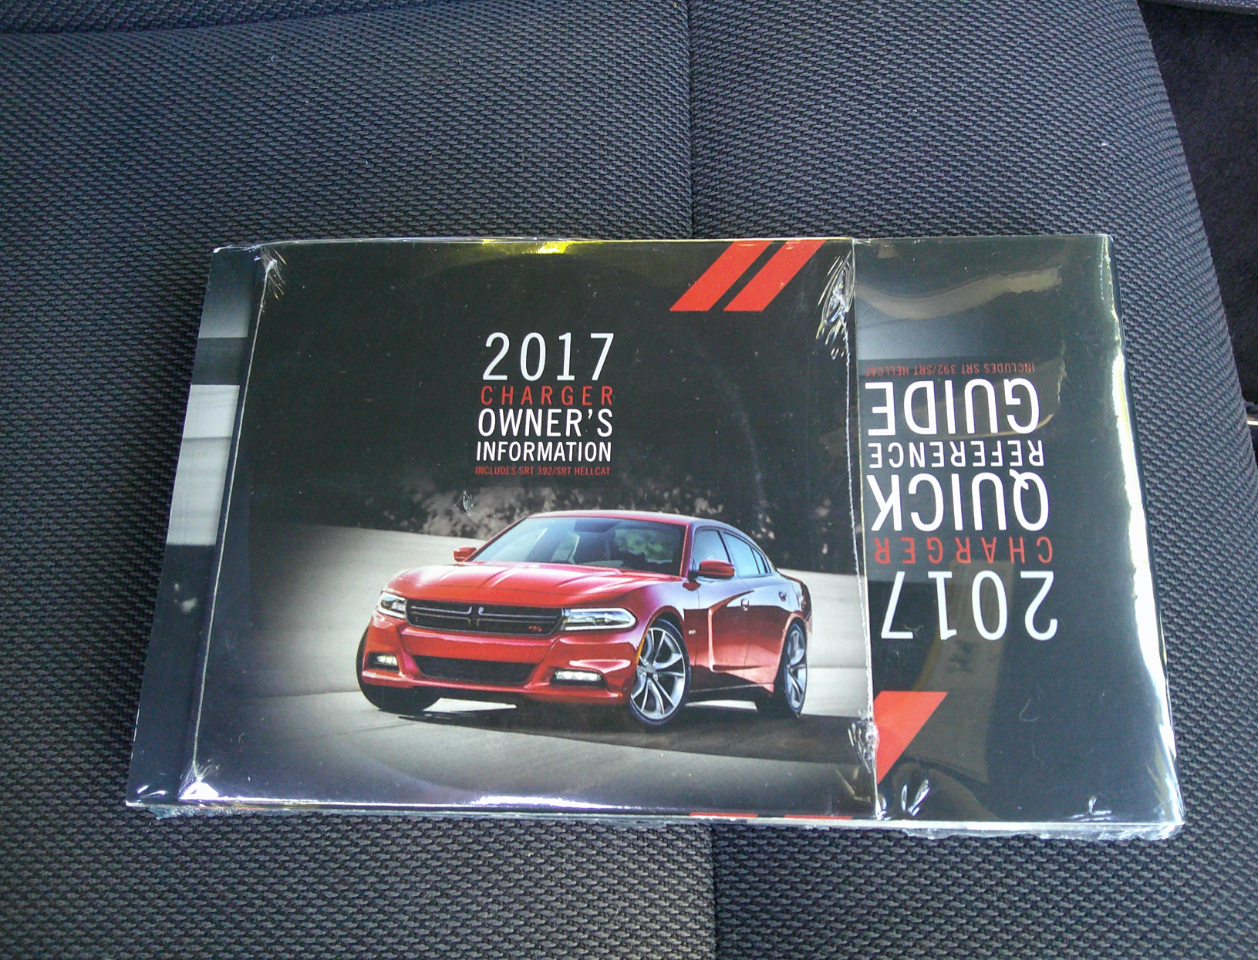 2017
CHARGER
OWNER'S
INFORMATION
INCLUDES SRT 392/SRT HELLCAT
2017
CHARGER
QUICK
REFERENCE
GUIDE
INCLUDES SRT 392/SRT HELLCAT